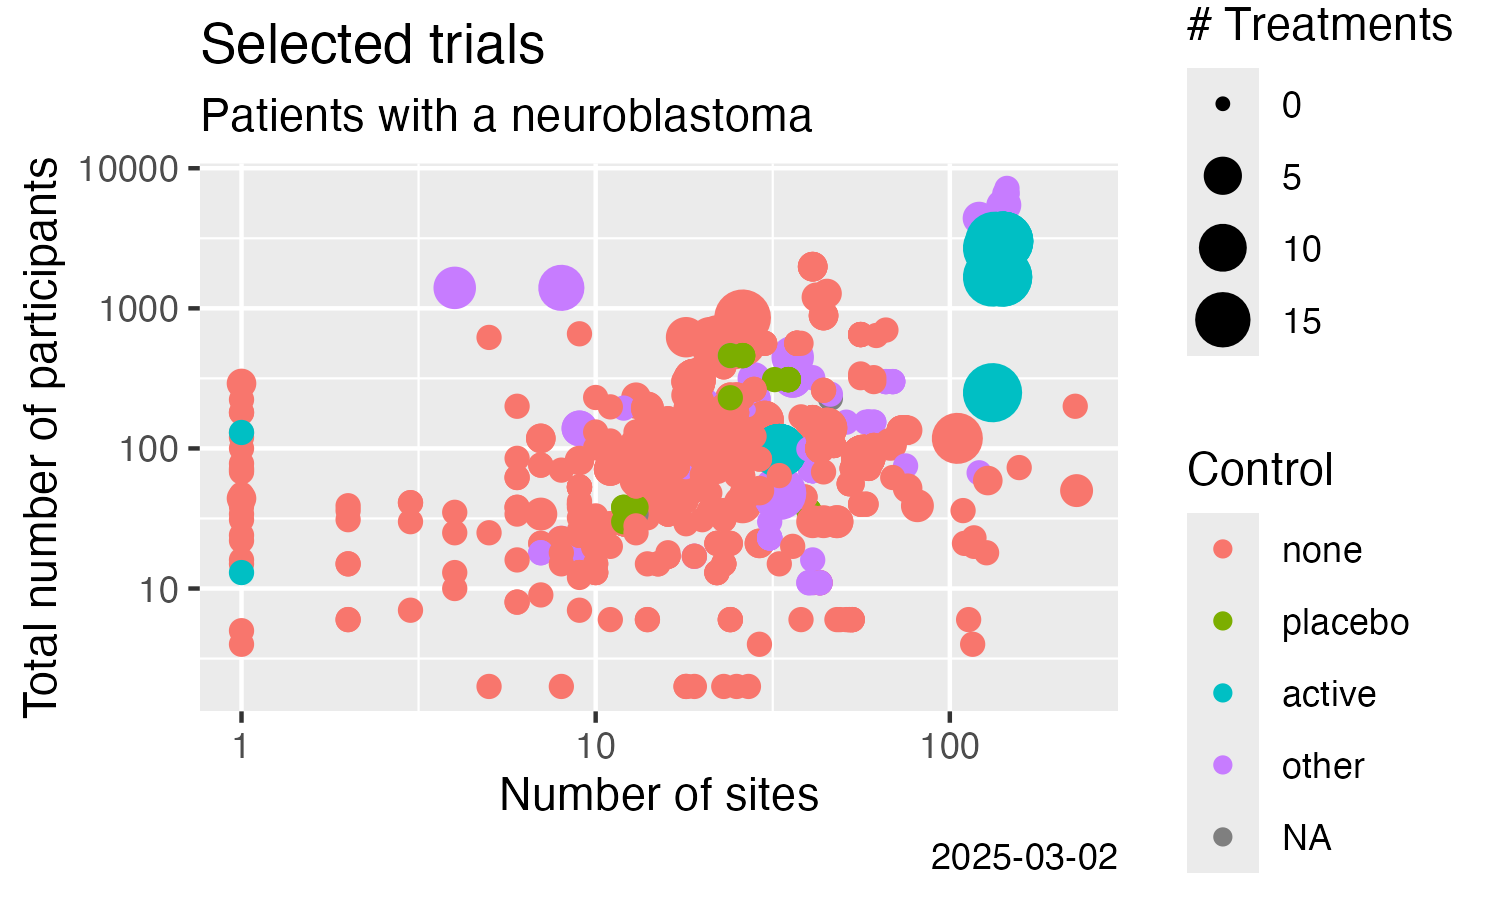 Selected trials
Patients with a neuroblastoma
Total number of participants
10000
1000
100
10
1
10
100
Number of sites
2025-03-02
# Treatments
0
5
10
15
Control
none
placebo
active
other
NA